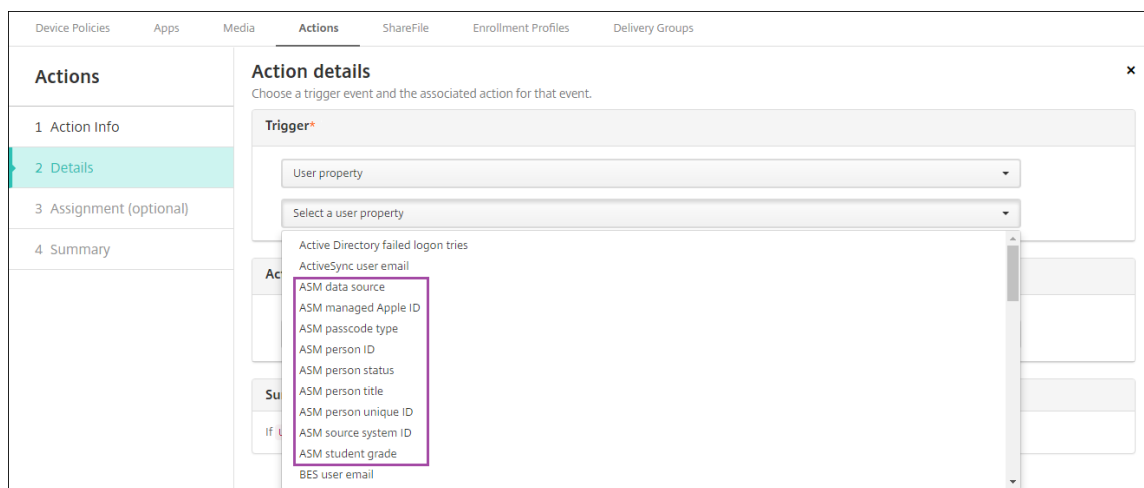 Device Policies Apps Media Actions ShareFile Enrollment Profiles Delivery Groups
Actions
1 Action Info
2 Details
3 Assignment (optional)
4 Summary
Action details
Choose a trigger event and the associated action for that event.
Trigger*
User property
Select a user property
Active Directory failed logon tries
ActiveSync user email
ASM data source
ASM managed Apple ID
ASM passcode type
ASM person ID
ASM person status
ASM person title
ASM person unique ID
ASM source system ID
ASM student grade
BES user email
If